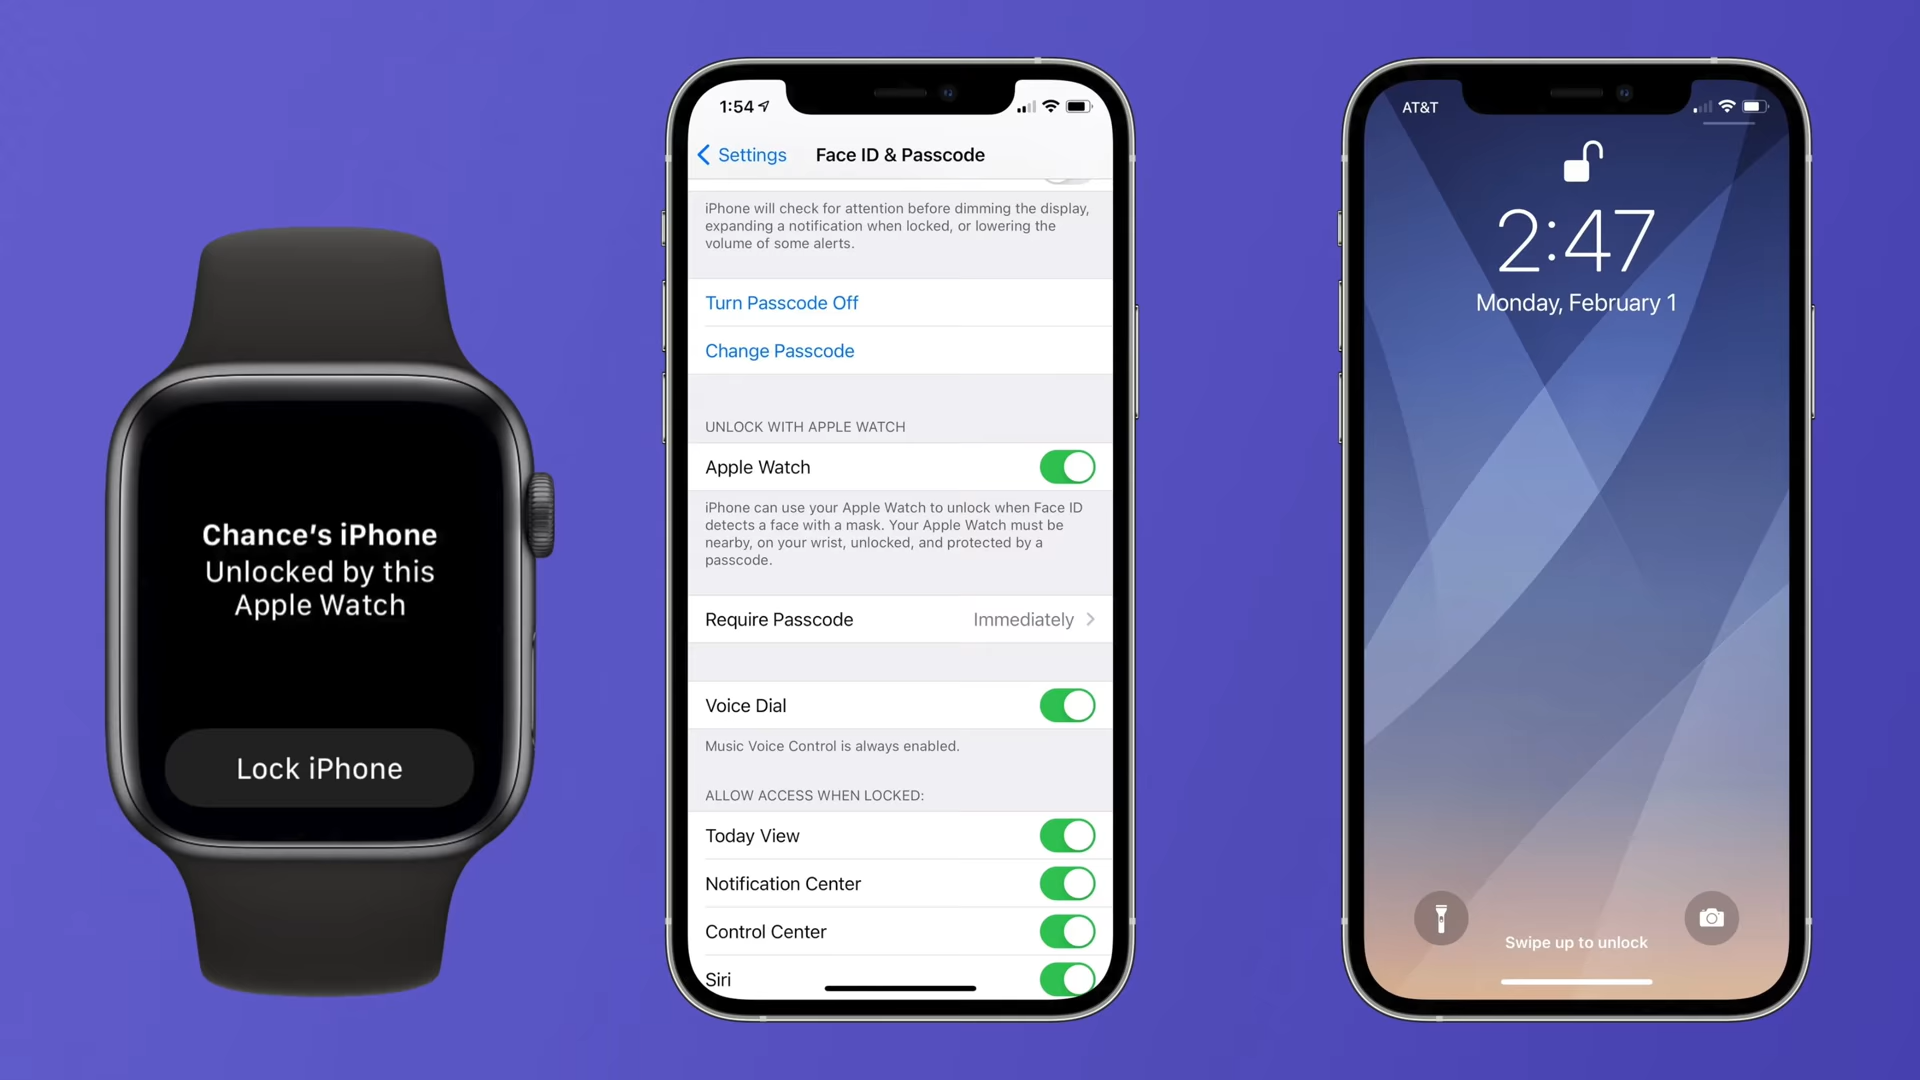 Chance's iPhone
Unlocked by this
Apple Watch
Lock iPhone
1:54
Settings
Face ID & Passcode
iPhone will check for attention before dimming the display,
expanding a notification when locked, or lowering the
volume of some alerts.
Turn Passcode Off
Change Passcode
UNLOCK WITH APPLE WATCH
Apple Watch
iPhone can use your Apple Watch to unlock when Face ID
detects a face with a mask. Your Apple Watch must be
nearby, on your wrist, unlocked, and protected by a
passcode.
Require Passcode Immediately
Voice Dial
Music Voice Control is always enabled.
ALLOW ACCESS WHEN LOCKED:
Today View
Notification Center
Control Center
Siri
AT&T
2:47
Monday, February 1
Swipe up to unlock